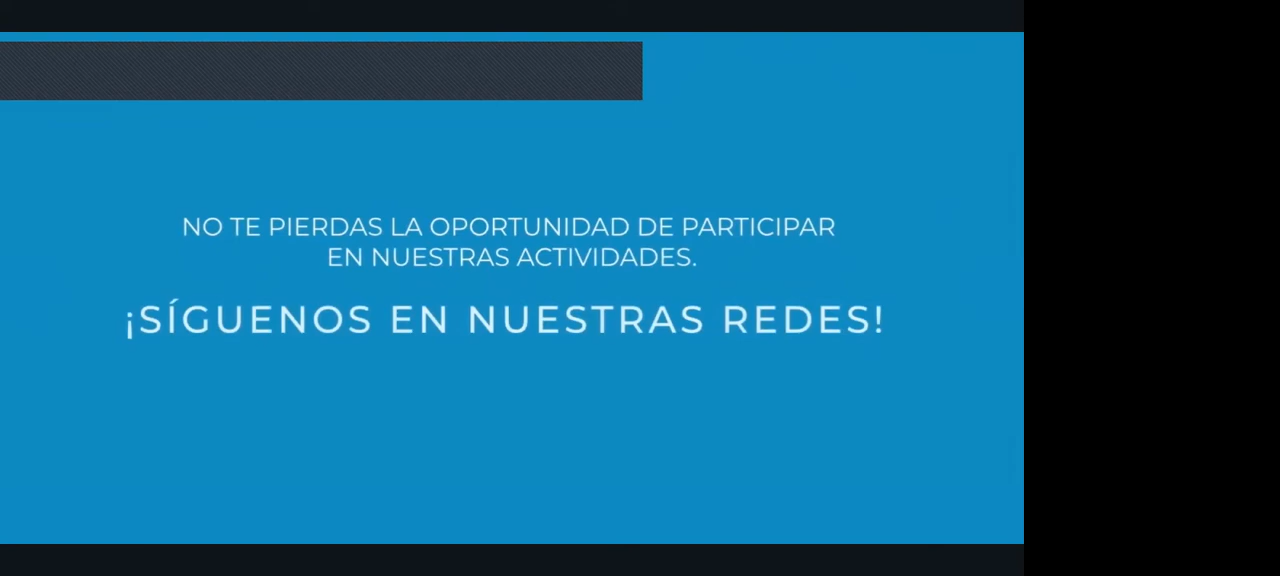 NO TE PIERDAS LA OPORTUNIDAD DE PARTICIPAR
EN NUESTRAS ACTIVIDADES.
¡SÍGUENOS EN NUESTRAS REDES!